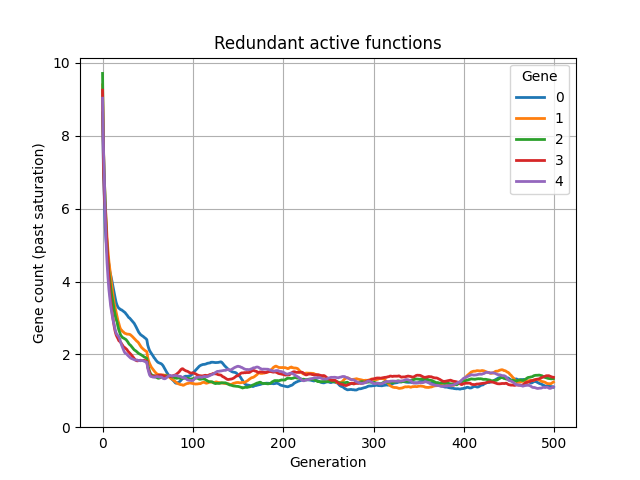 Redundant active functions
Gene count (past saturation)
10
8
6
4
2
0
0 100 200 300 400 500
Generation
Gene
0
1
2
3
4